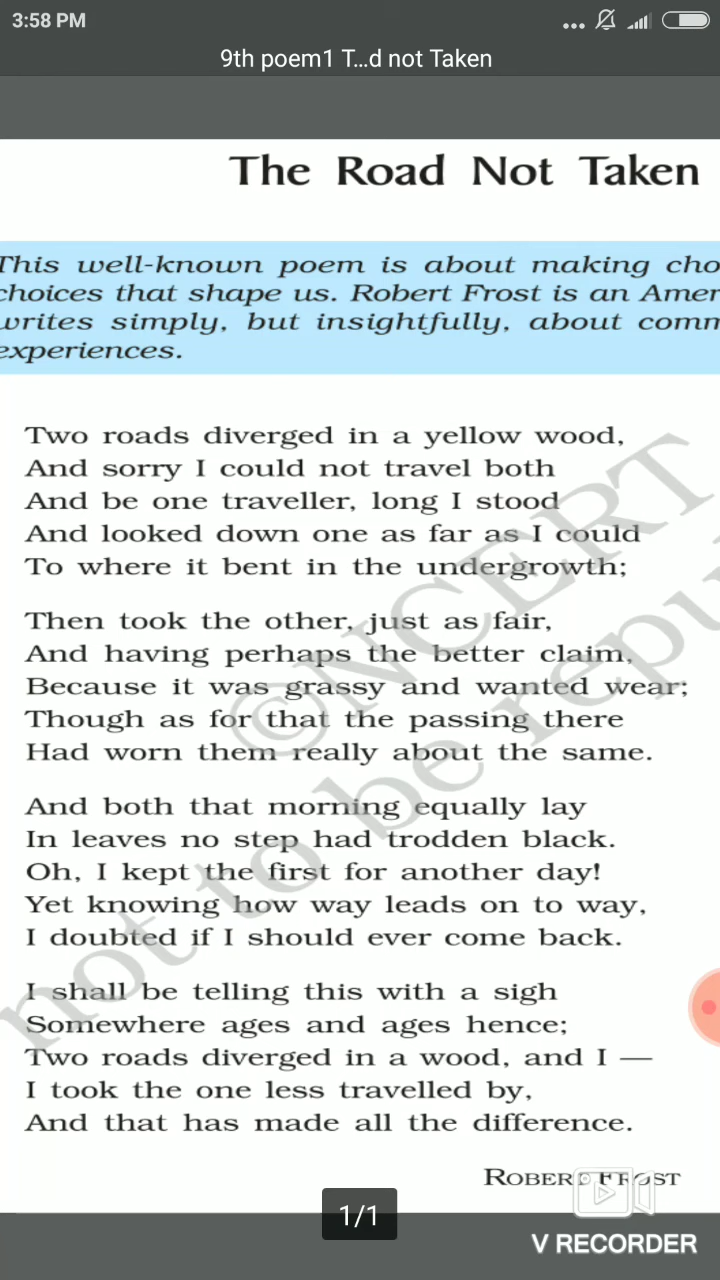 3:58 PM
9th poem1 T...d not Taken
The Road Not Taken
This well-known poem is about making
choices that shape us. Robert Frost is an
writes simply, but insightfully, about
experiences.
Two roads diverged in a yellow wood,
And sorry I could not travel both
And be one traveller, long I stood
And looked down one as far as I could
To where it bent in the undergrowth;
Then took the other, just as fair,
And having perhaps the better claim,
Because it was grassy and wanted wear;
Though as for that the passing there
Had worn them really about the same.
And both that morning equally lay
In leaves no step had trodden black.
Oh, I kept the first for another day!
Yet knowing how way leads on to way,
I doubted if I should ever come back.
I shall be telling this with a sigh
Somewhere ages and ages hence;
Two roads diverged in a wood, and I —
I took the one less travelled by,
And that has made all the difference.
ROBERT FROST
©NCERT
not to be
1/1
V RECORDER